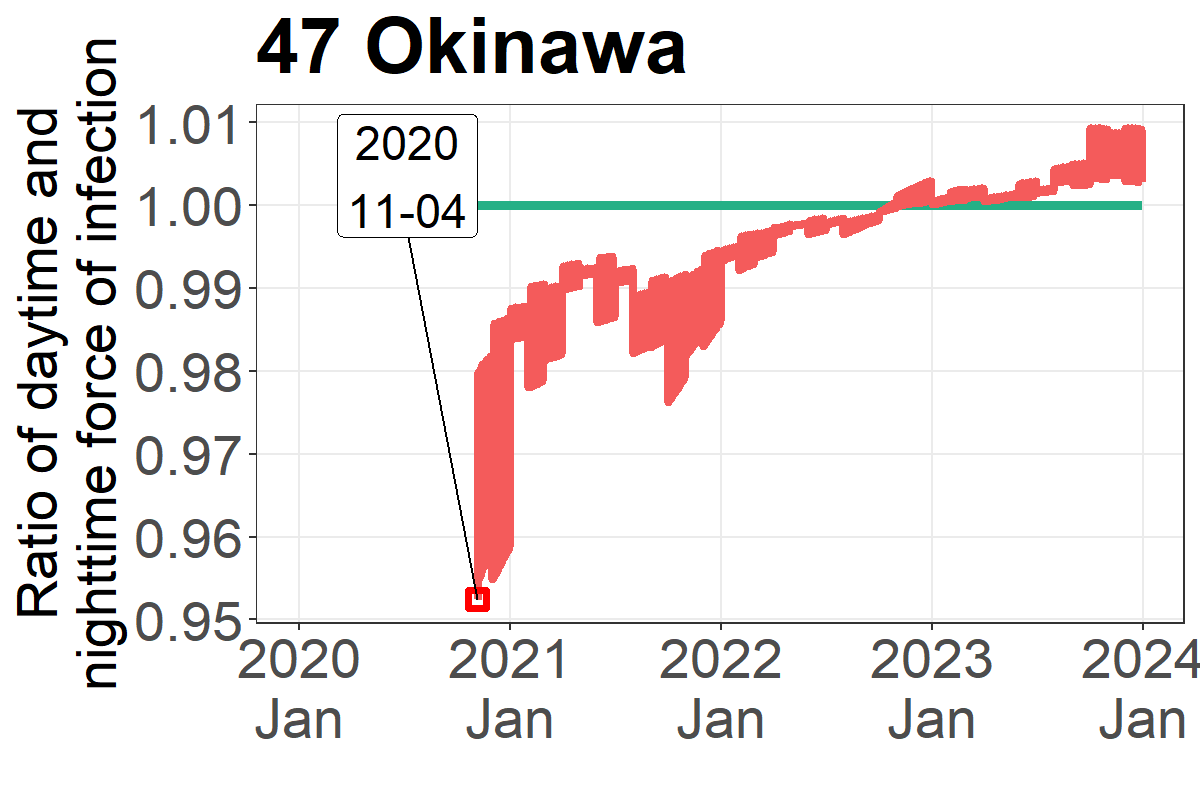 47 Okinawa
Ratio of daytime and
nighttime force of infection
1.01
1.00
0.99
0.98
0.97
0.96
0.95
2020
11-04
2020
Jan
2021
Jan
2022
Jan
2023
Jan
2024
Jan